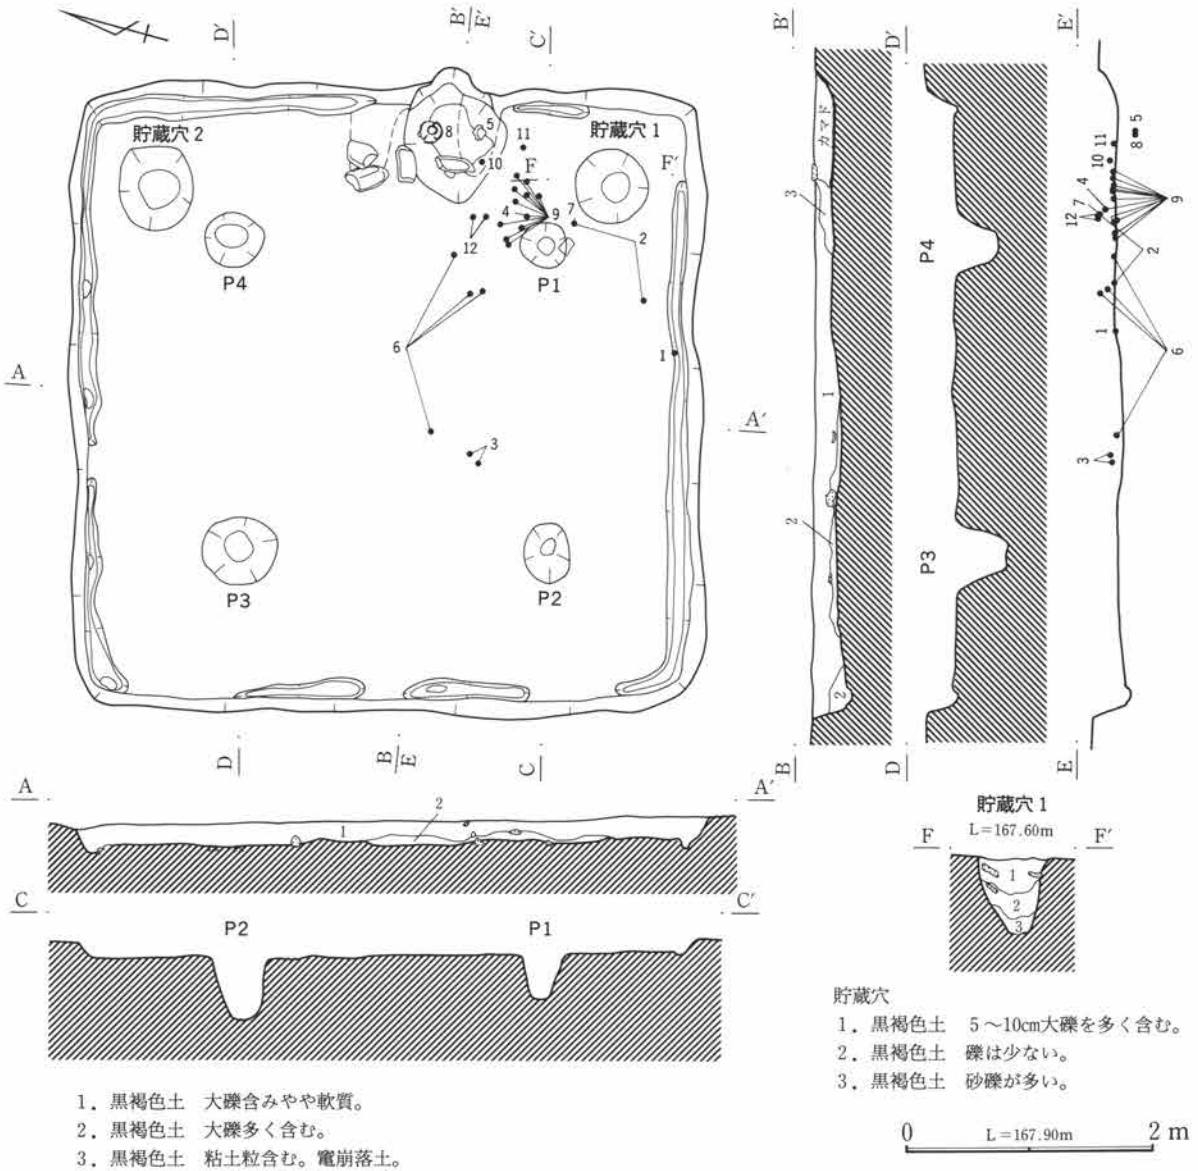 D′
B′
E′
C′
貯蔵穴 2
8
5
11
10
貯蔵穴 1
F
F′
4
9
7
12
2
P4
P1
6
1
A
A′
3
P3
P2
D
B
E
C
B′
カマド
3
1
2
2
B
D′
P4
P3
D
E′
5
8
11
10
4
7
12
9
2
1
6
3
E
A
A′
1
2
C
C′
P2
P1
貯蔵穴 1
L=167.60m
F
F′
1
2
3
貯蔵穴
1．黒褐色土　5～10cm大礫を多く含む。
2．黒褐色土　礫は少ない。
3．黒褐色土　砂礫が多い。
1．黒褐色土　大礫含みやや軟質。
2．黒褐色土　大礫多く含む。
3．黒褐色土　粘土粒含む。竃崩落土。
0
L=167.90m
2 m